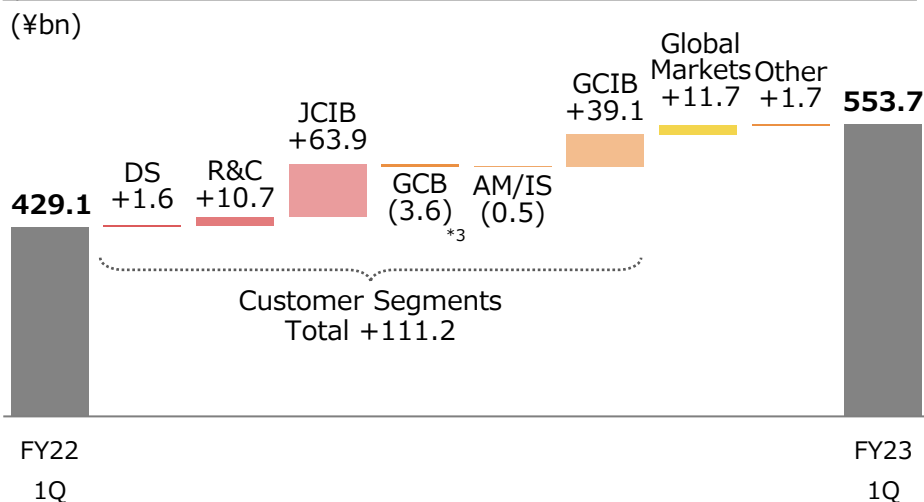 (¥bn)
429.1
DS
+1.6
R&C
+10.7
JCIB
+63.9
GCB
(3.6)
*3
AM/IS
(0.5)
GCIB
+39.1
Global
Markets
+11.7
Other
+1.7
553.7
Customer Segments
Total +111.2
FY22
1Q
FY23
1Q